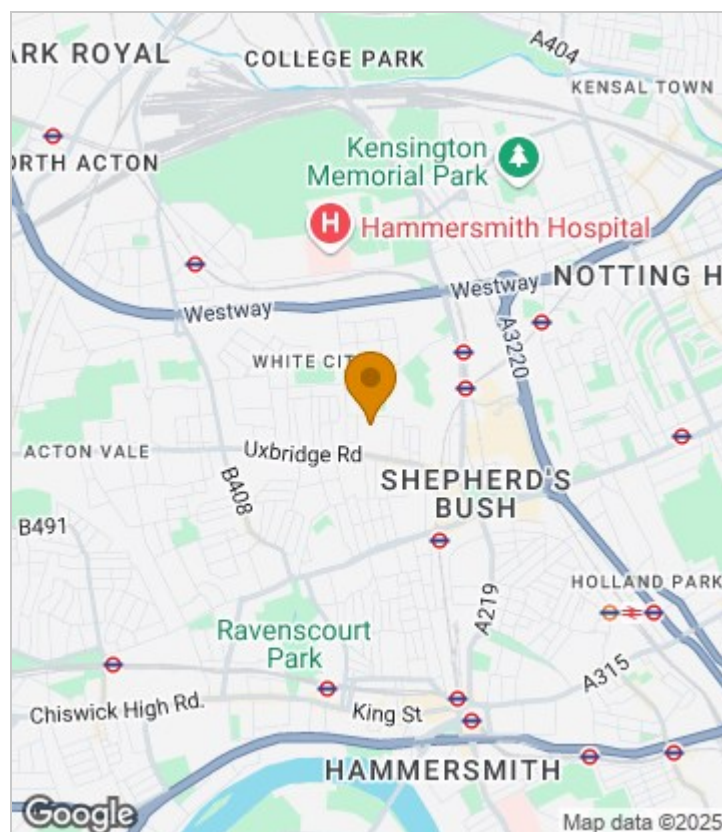 A404
ARK ROYAL
COLLEGE PARK
KENSAL TOWN
Kensington
Memorial Park
ORTH ACTON
H
Hammersmith Hospital
Westway
NOTTING H
Westway
A3220
WHITE CIT
ACTON VALE
Uxbridge Rd
SHEPHERD'S
BUSH
B408
B491
HOLLAND PARK
A219
Ravenscourt
Park
A315
Chiswick High Rd.
King St
HAMMERSMITH
Google
Map data ©2025